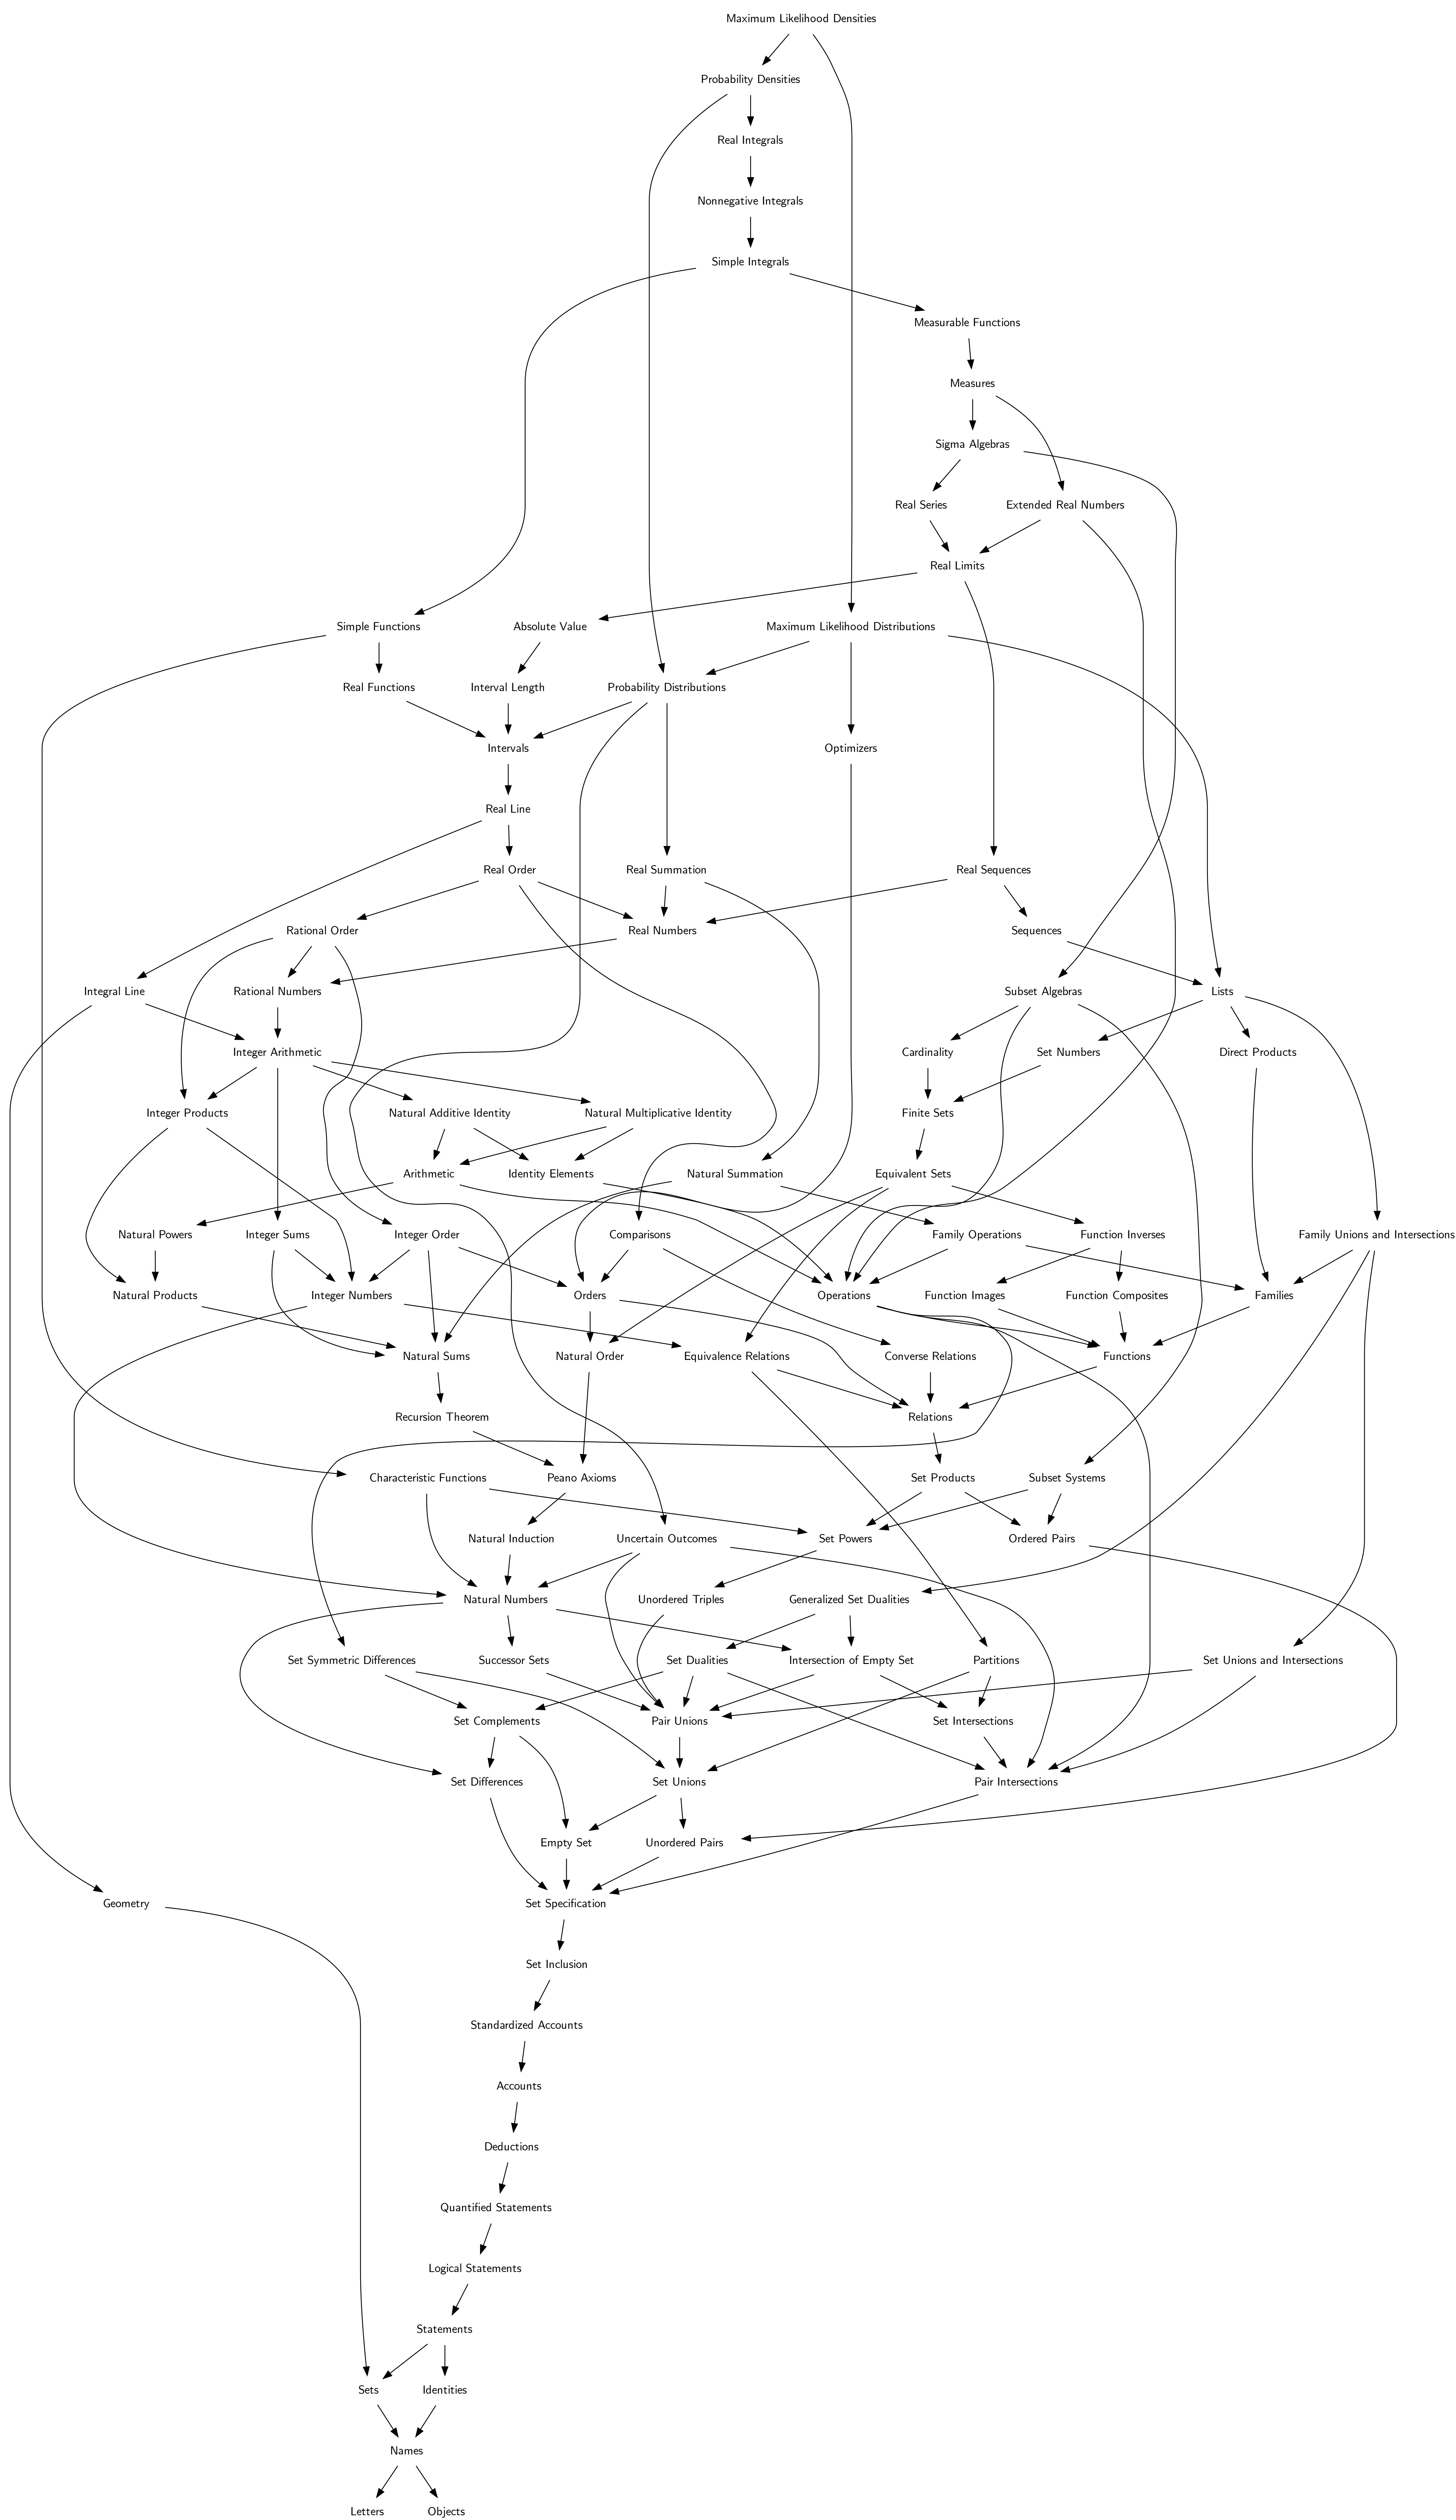 Maximum Likelihood Densities
Probability Densities
Real Integrals
Nonnegative Integrals
Simple Integrals
Measurable Functions
Measures
Sigma Algebras
Real Series
Extended Real Numbers
Real Limits
Simple Functions
Absolute Value
Maximum Likelihood Distributions
Real Functions
Interval Length
Probability Distributions
Intervals
Optimizers
Real Line
Real Order
Real Summation
Real Sequences
Rational Order
Real Numbers
Sequences
Integral Line
Rational Numbers
Subset Algebras
Lists
Integer Arithmetic
Cardinality
Set Numbers
Direct Products
Integer Products
Natural Additive Identity
Natural Multiplicative Identity
Finite Sets
Arithmetic
Identity Elements
Natural Summation
Equivalent Sets
Natural Powers
Integer Sums
Integer Order
Comparisons
Family Operations
Function Inverses
Family Unions and Intersections
Natural Products
Integer Numbers
Orders
Operations
Function Images
Function Composites
Families
Natural Sums
Natural Order
Equivalence Relations
Converse Relations
Functions
Recursion Theorem
Relations
Characteristic Functions
Peano Axioms
Set Products
Subset Systems
Natural Induction
Uncertain Outcomes
Set Powers
Ordered Pairs
Natural Numbers
Unordered Triples
Generalized Set Dualities
Set Symmetric Differences
Successor Sets
Set Dualities
Intersection of Empty Set
Partitions
Set Unions and Intersections
Set Complements
Pair Unions
Set Intersections
Set Differences
Set Unions
Pair Intersections
Empty Set
Unordered Pairs
Geometry
Set Specification
Set Inclusion
Standardized Accounts
Accounts
Deductions
Quantified Statements
Logical Statements
Statements
Sets
Identities
Names
Letters
Objects